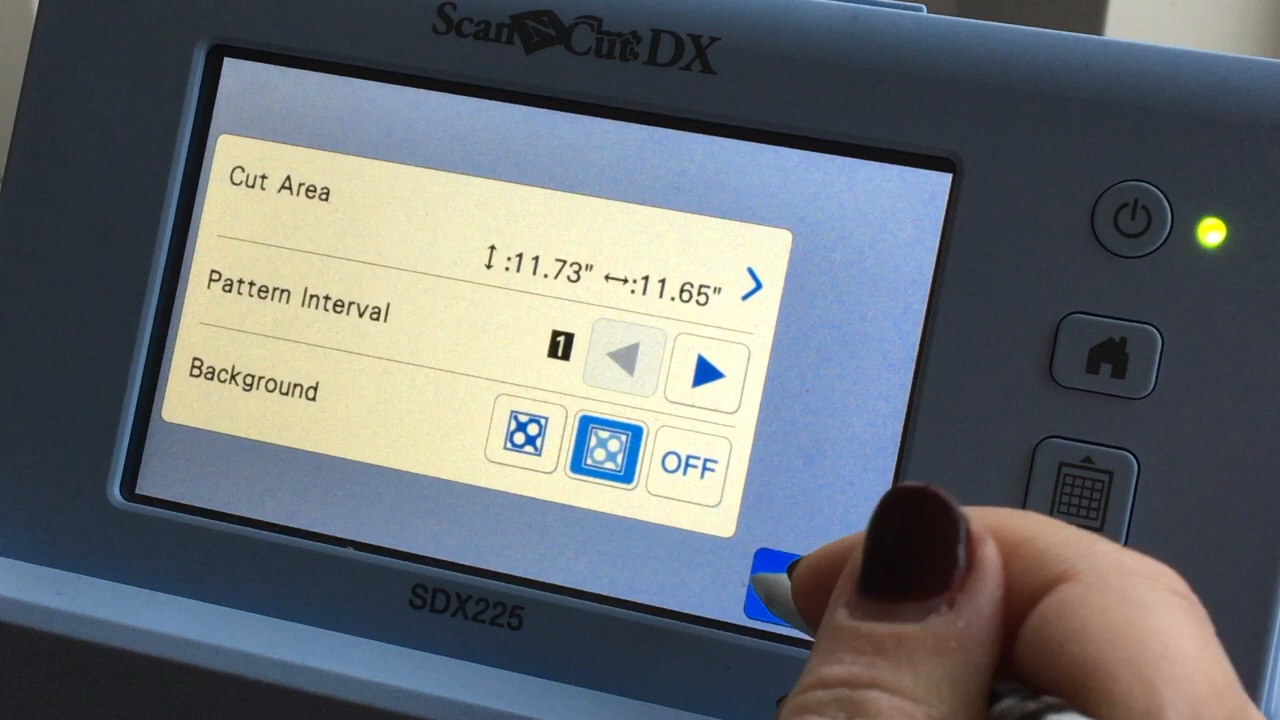 ScanNCut DX
Cut Area
↕:11.73" ↔:11.65"
Pattern Interval
1
Background
OFF
SDX225